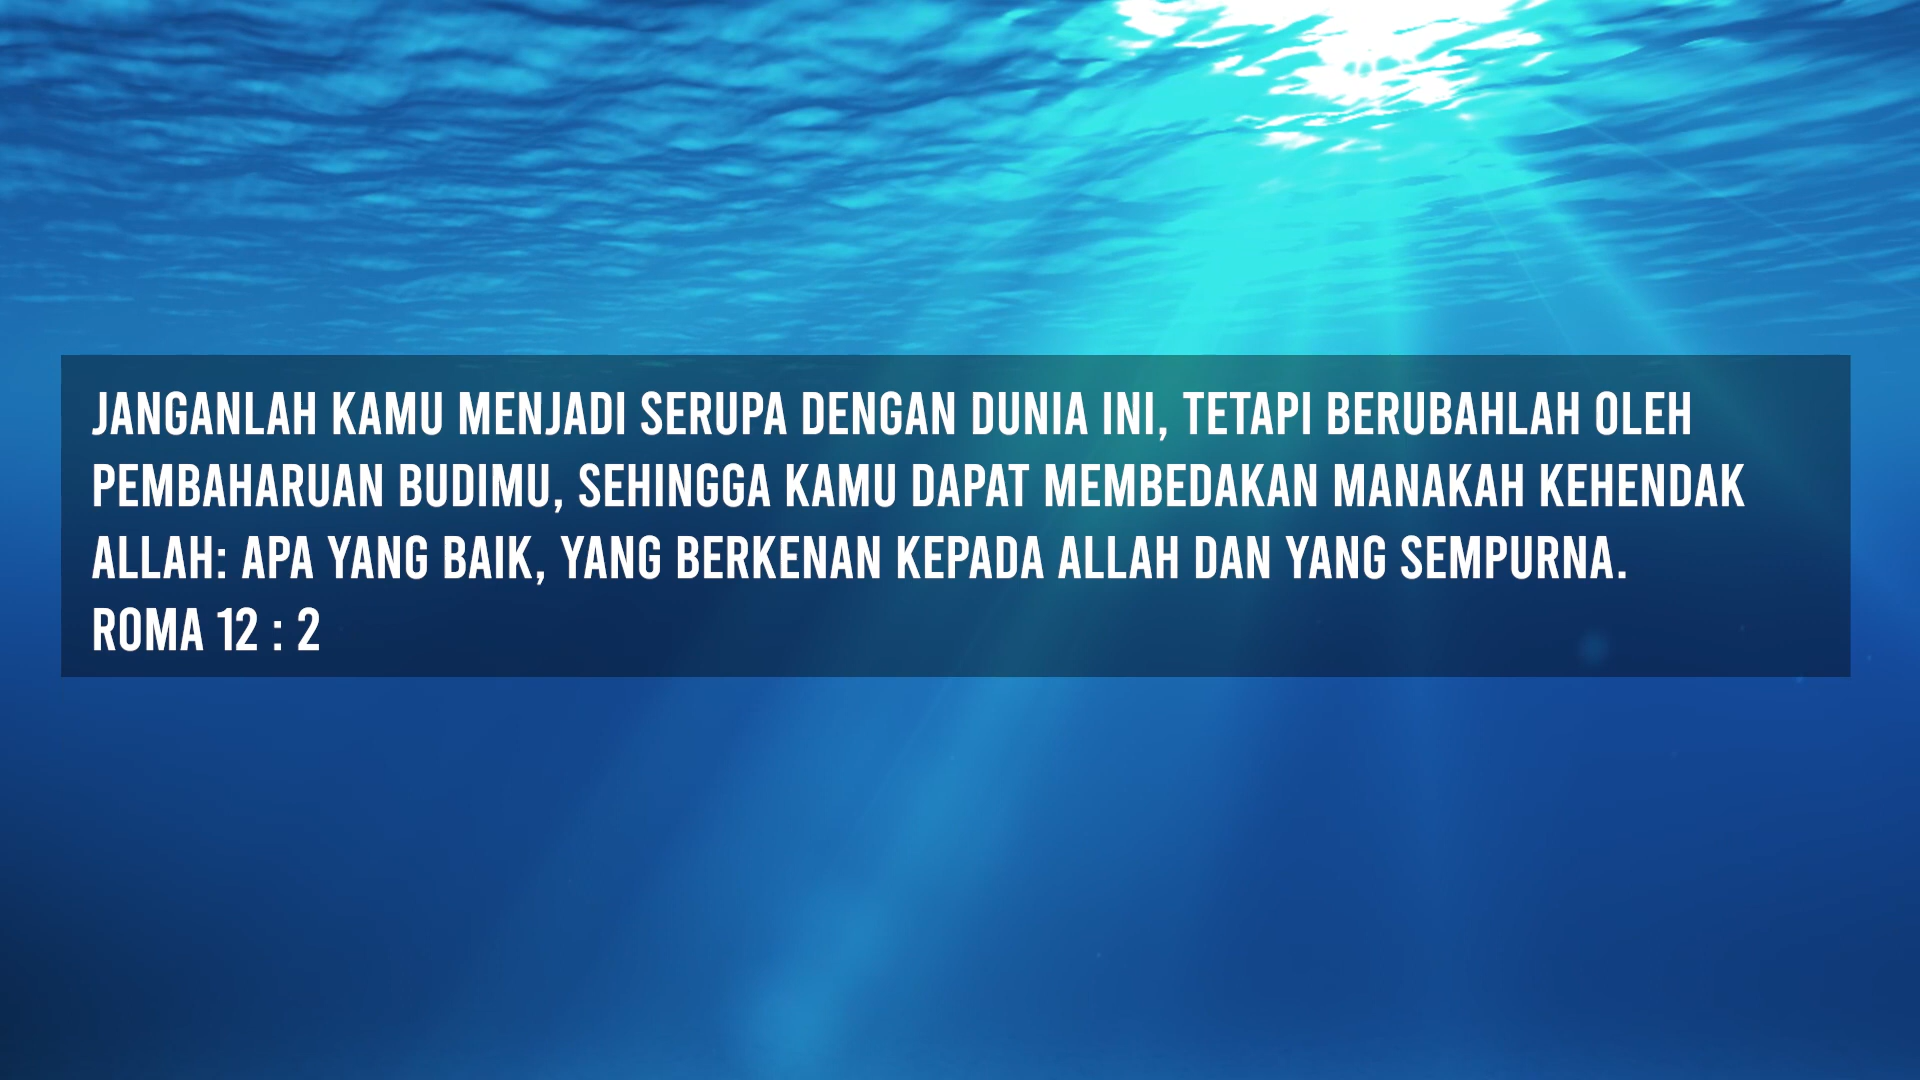 JANGANLAH KAMU MENJADI SERUPA DENGAN DUNIA INI, TETAPI BERUBAHLAH OLEH
PEMBAHARUAN BUDIMU, SEHINGGA KAMU DAPAT MEMBEDAKAN MANAKAH KEHENDAK
ALLAH: APA YANG BAIK, YANG BERKENAN KEPADA ALLAH DAN YANG SEMPURNA.
ROMA 12 : 2